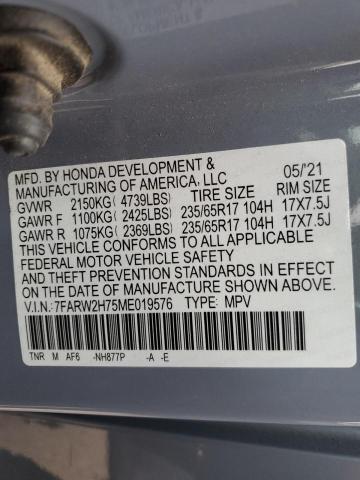 MFD. BY HONDA DEVELOPMENT & 05/'21
MANUFACTURING OF AMERICA, LLC
GVWR 2150KG( 4739LBS) TIRE SIZE RIM SIZE
GAWR F 1100KG( 2425LBS) 235/65R17 104H 17X7.5J
GAWR R 1075KG( 2369LBS) 235/65R17 104H 17X7.5J
THIS VEHICLE CONFORMS TO ALL APPLICABLE
FEDERAL MOTOR VEHICLE SAFETY
AND THEFT PREVENTION STANDARDS IN EFFECT
ON THE DATE OF MANUFACTURE SHOWN ABOVE.
V.I.N.:7FARW2H75ME019576 TYPE: MPV
TNR M AF6 -NH877P -A -E